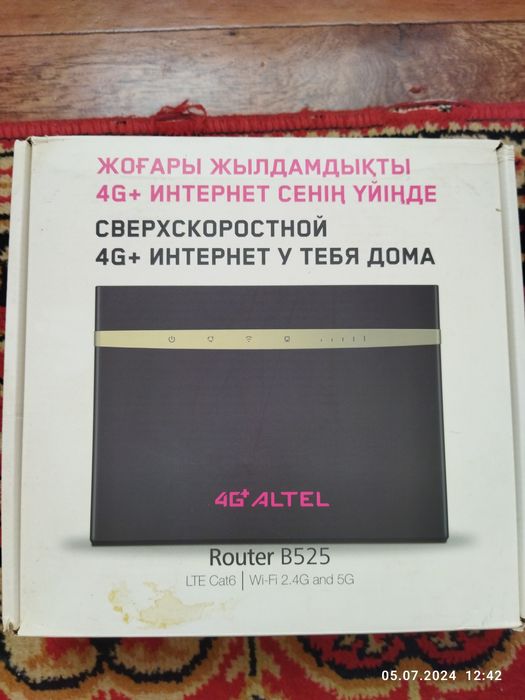 ЖОҒАРЫ ЖЫЛДАМДЫҚТЫ
4G+ ИНТЕРНЕТ СЕНІҢ ҮЙІҢДЕ
СВЕРХСКОРОСТНОЙ
4G+ ИНТЕРНЕТ У ТЕБЯ ДОМА
4G+ ALTEL
Router B525
LTE Cat6 | Wi-Fi 2.4G and 5G
05.07.2024 12:42